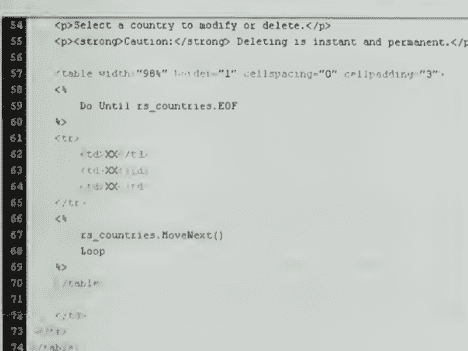 54 <p>Select a country to modify or delete.</p>
55 <p><strong>Caution:</strong> Deleting is instant and permanent.</p
56
57 <table width="98%" border="1" cellspacing="0" cellpadding="3">
58 <%
59 Do Until rs_countries.EOF
60 %>
61 <tr>
62 <td>XX</td>
63 <td>XX</td>
64 <td>XX</td>
65 </tr>
66 <%
67 rs_countries.MoveNext()
68 Loop
69 %>
70 </table>
71
72 </td>
73 </tr>
74 </table>